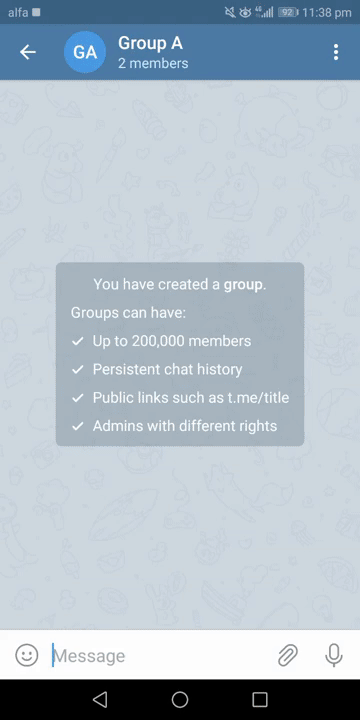 alfa 4G 92 11:38 pm
GA Group A
2 members
You have created a group.
Groups can have:
✓ Up to 200,000 members
✓ Persistent chat history
✓ Public links such as t.me/title
✓ Admins with different rights
Message